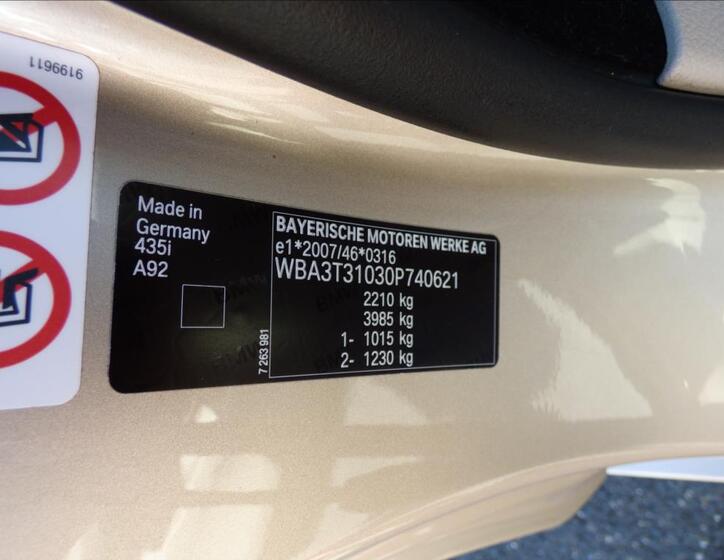 9199611
Made in
Germany
435i
A92
7 263 981
BAYERISCHE MOTOREN WERKE AG
e1*2007/46*0316
WBA3T31030P740621
2210 kg
3985 kg
1- 1015 kg
2- 1230 kg